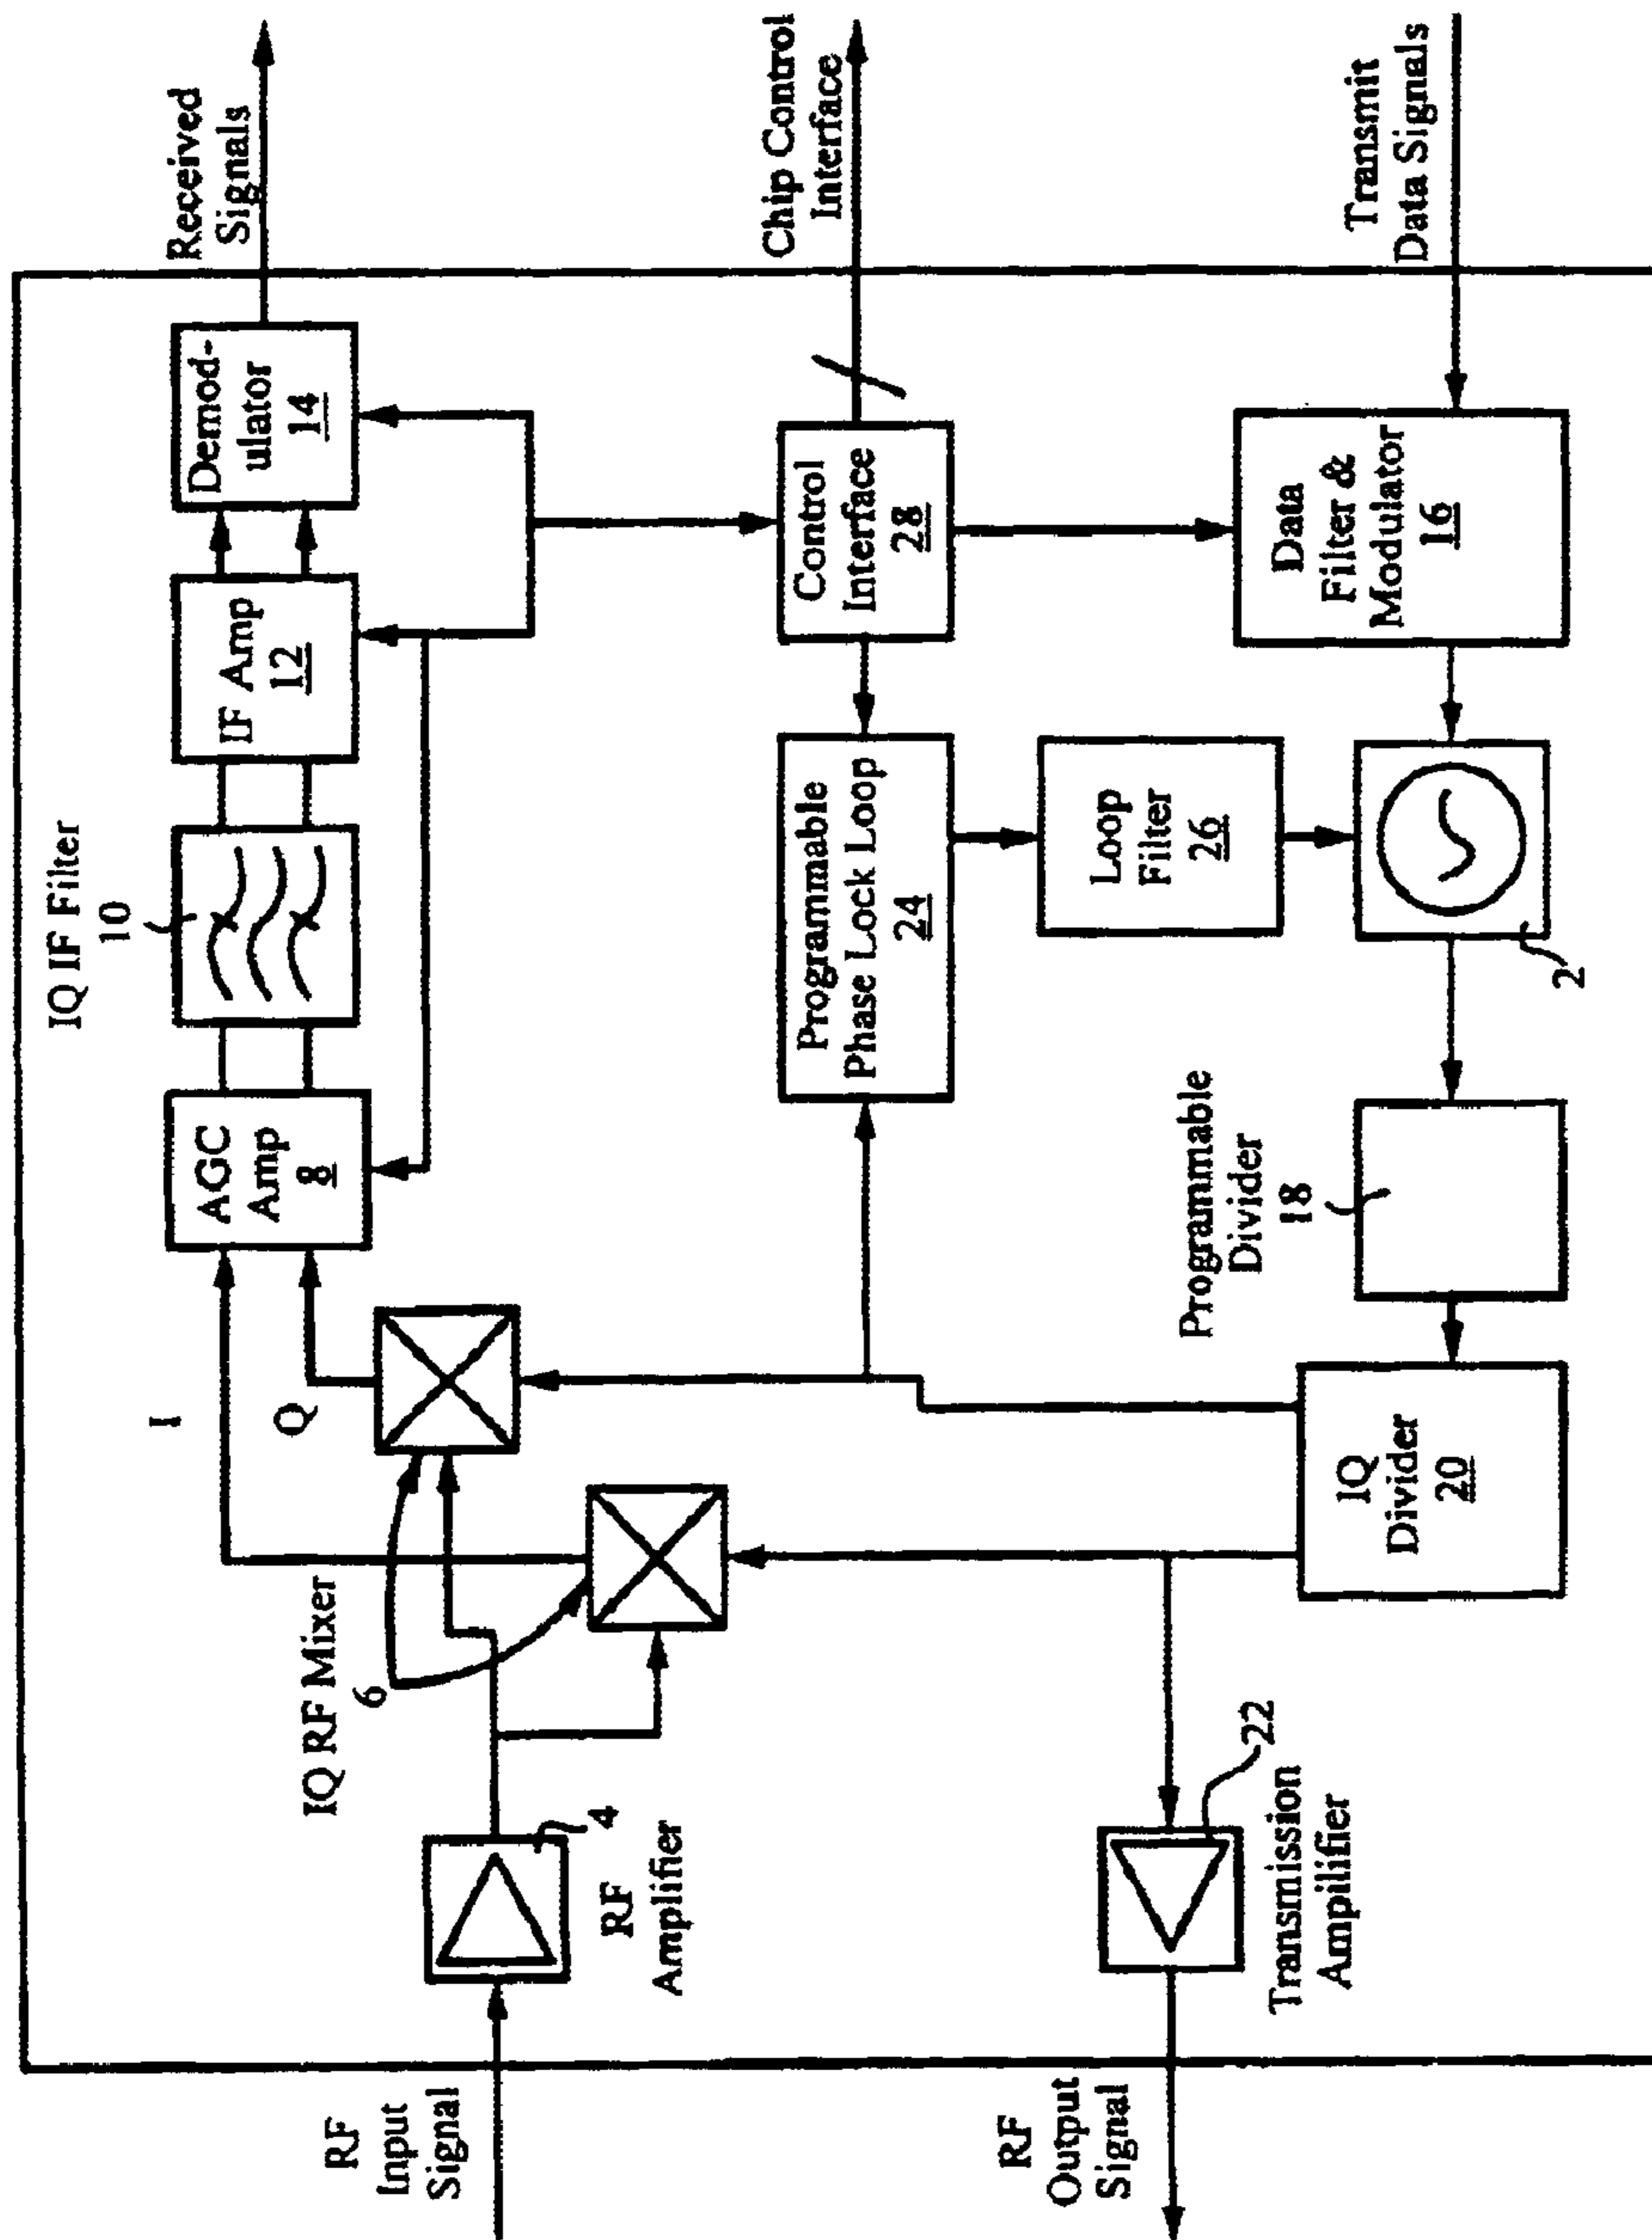 Received
Signals
Chip Control
Interface
Transmit
Data Signals
Demod-
ulator
14
IF Amp
12
IQ IF Filter
10
AGC
Amp
8
I
Q
IQ RF Mixer
6
4
RF
Amplifier
RF
Input
Signal
Control
Interface
28
Programmable
Phase Lock Loop
24
Loop
Filter
26
Data
Filter &
Modulator
16
2
Programmable
Divider
18
IQ
Divider
20
22
Transmission
Ampilifier
RF
Output
Signal